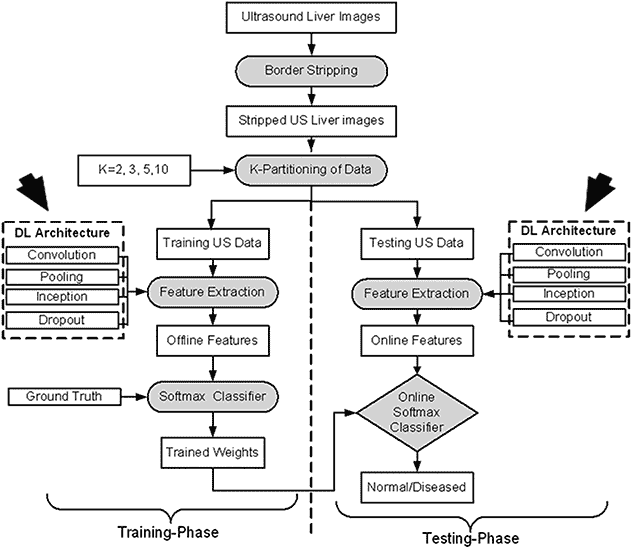 Ultrasound Liver Images
Border Stripping
Stripped US Liver images
K=2, 3, 5,10
K-Partitioning of Data
DL Architecture
Convolution
Pooling
Inception
Dropout
Training US Data
Feature Extraction
Offline Features
Ground Truth
Softmax Classifier
Trained Weights
Training-Phase
Testing US Data
Feature Extraction
Online Features
Online
Softmax
Classifier
Normal/Diseased
Testing-Phase
DL Architecture
Convolution
Pooling
Inception
Dropout